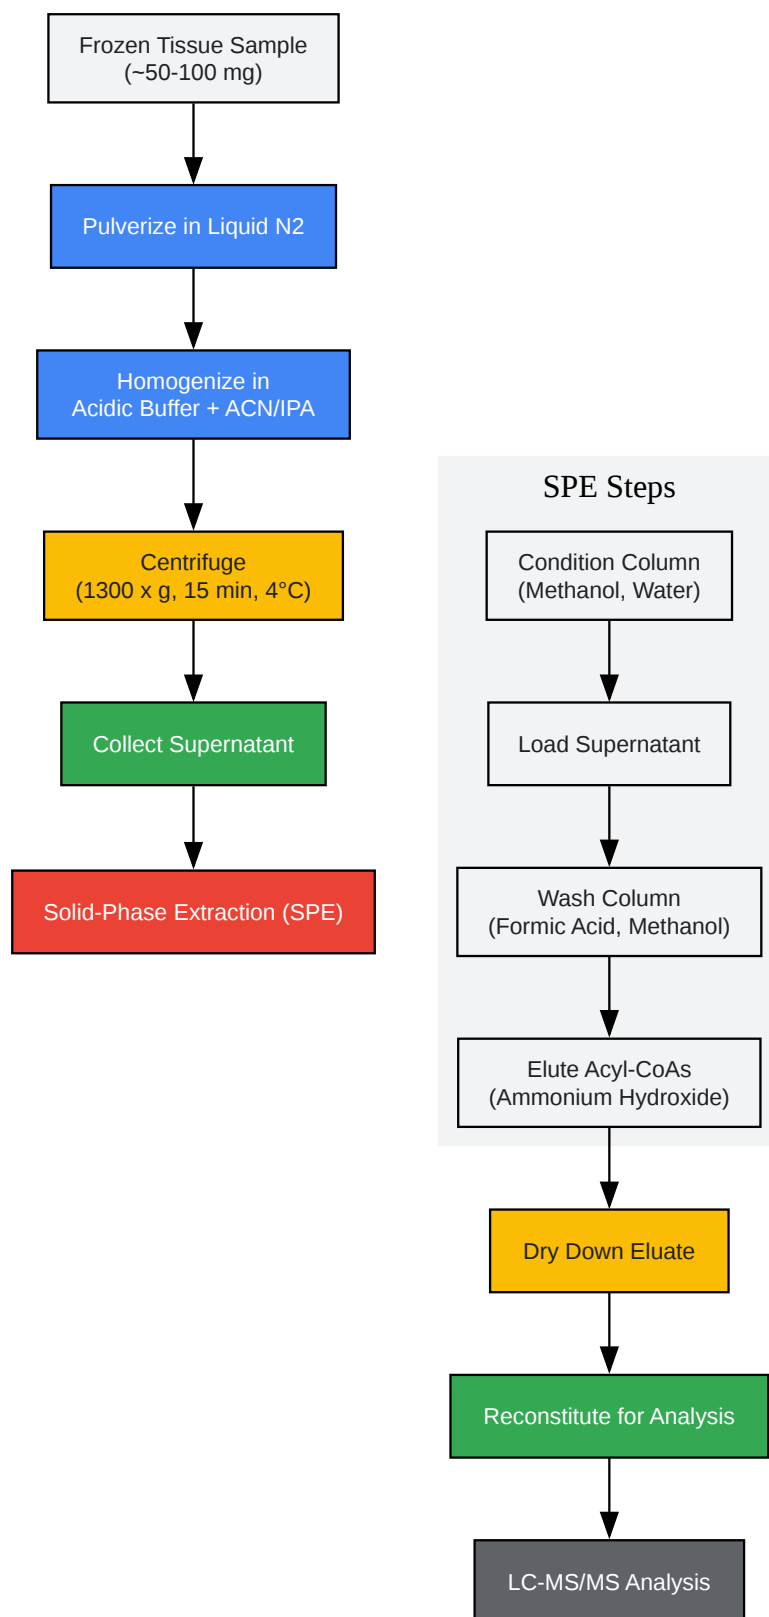 Frozen Tissue Sample
(~50-100 mg)
Pulverize in Liquid N2
Homogenize in
Acidic Buffer + ACN/IPA
Centrifuge
(1300 x g, 15 min, 4°C)
Collect Supernatant
Solid-Phase Extraction (SPE)
SPE Steps
Condition Column
(Methanol, Water)
Load Supernatant
Wash Column
(Formic Acid, Methanol)
Elute Acyl-CoAs
(Ammonium Hydroxide)
Dry Down Eluate
Reconstitute for Analysis
LC-MS/MS Analysis